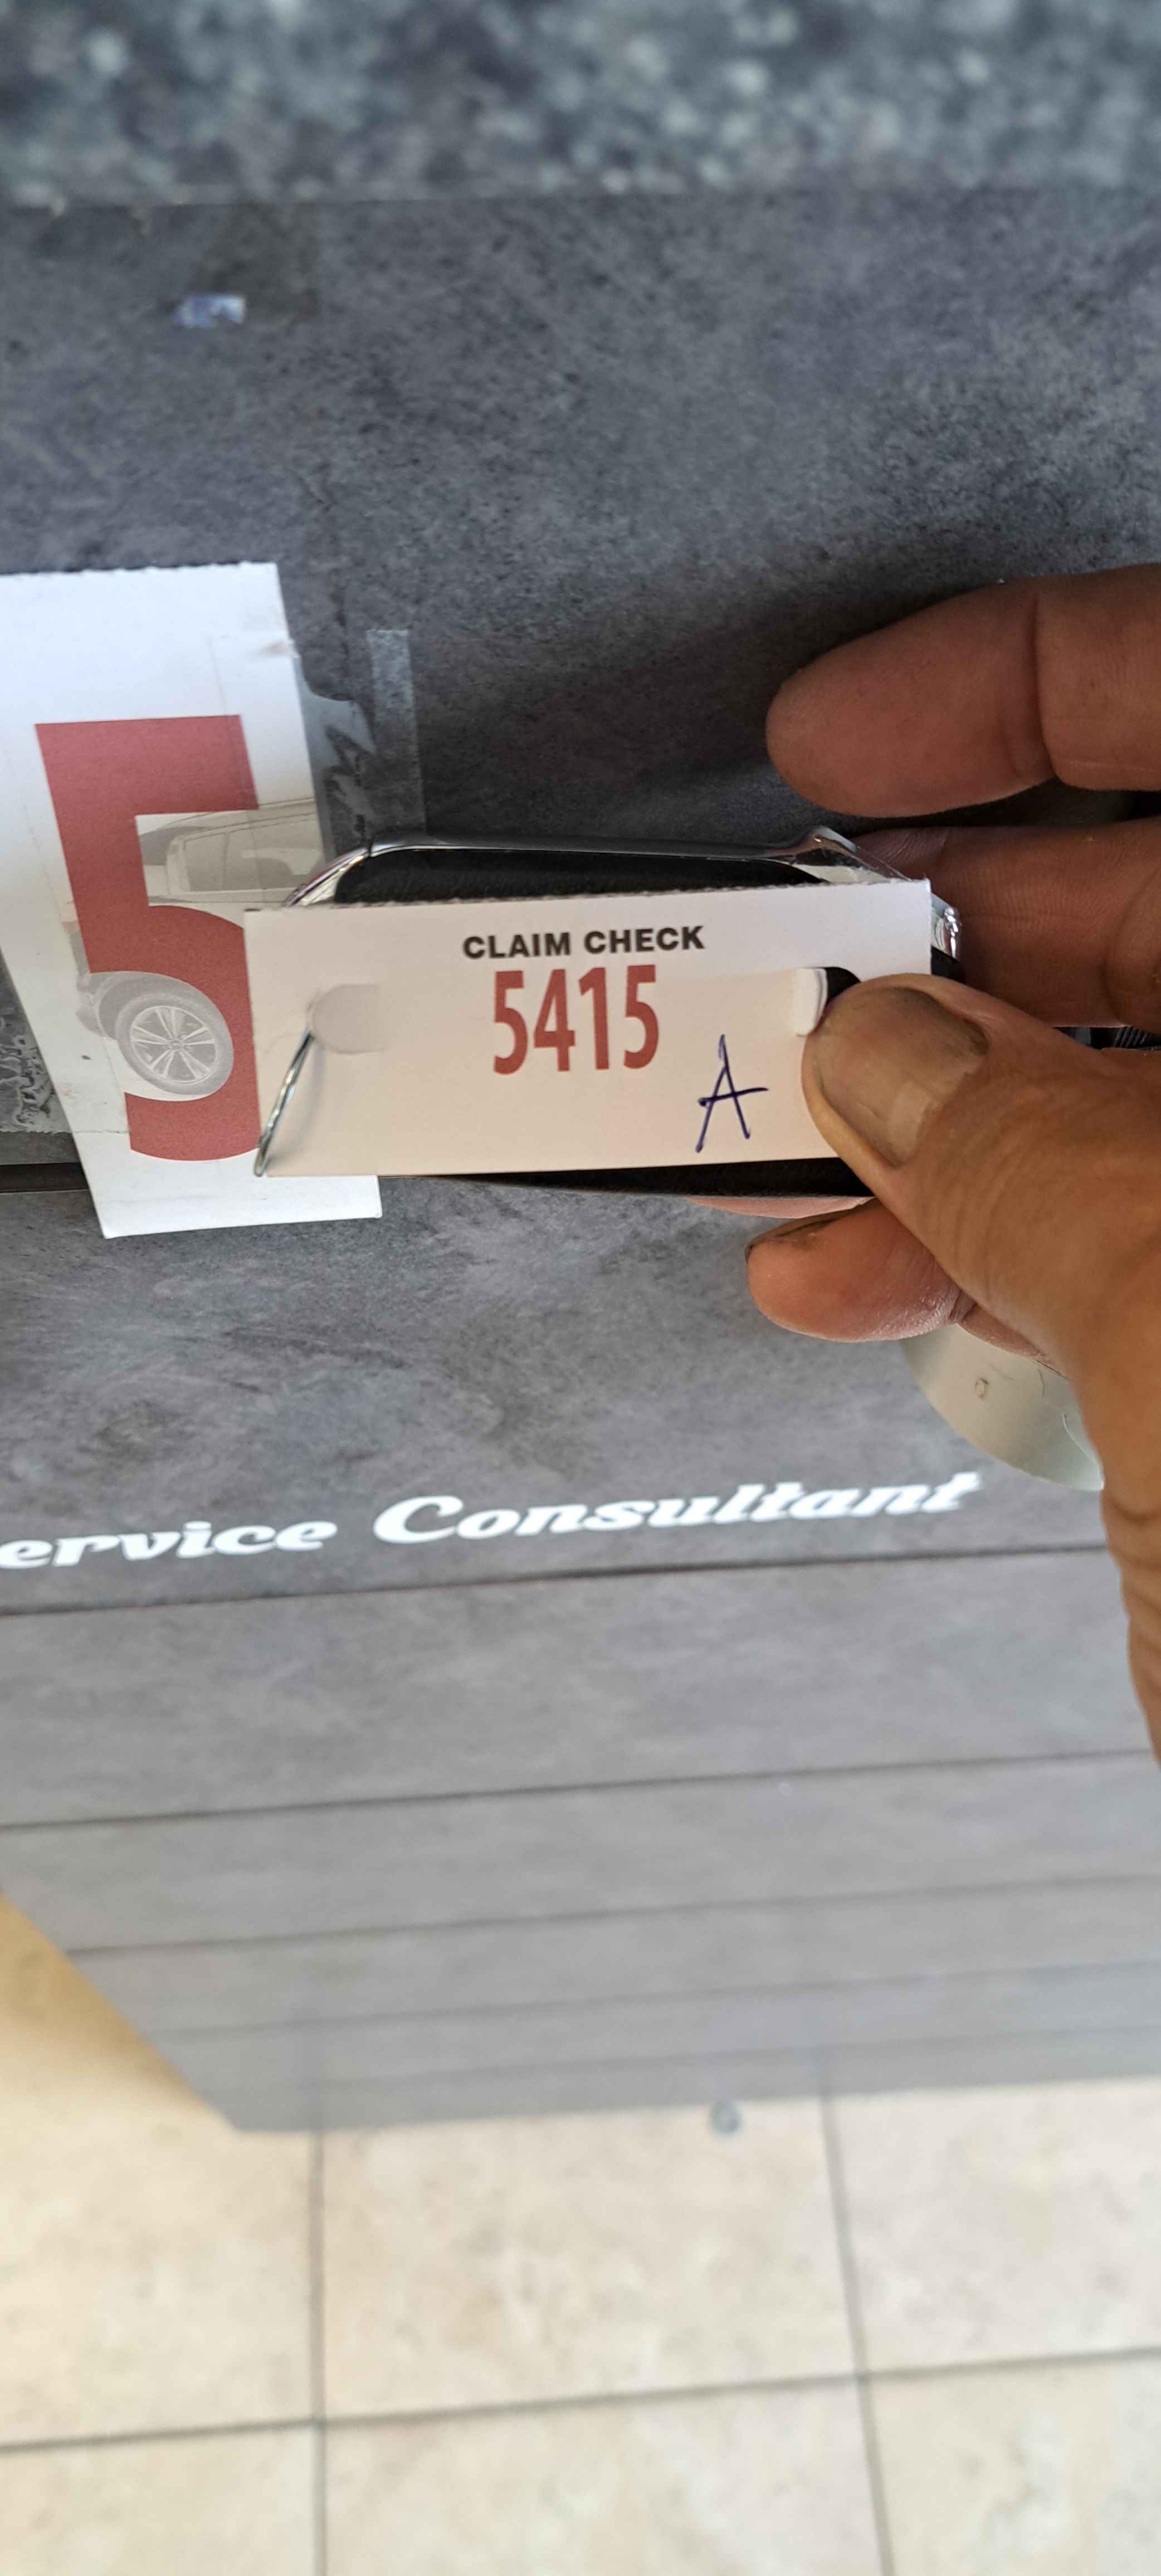 5
CLAIM CHECK
5415
A
ervice Consultant